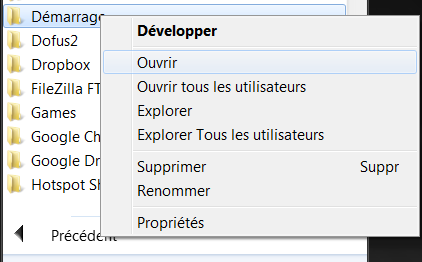 Démarrage
Développer
Dofus2
Ouvrir
Dropbox
Ouvrir tous les utilisateurs
FileZilla FT
Explorer
Games
Explorer Tous les utilisateurs
Google Ch
Google Dr
Supprimer Suppr
Hotspot Sh
Renommer
Propriétés
Précédent